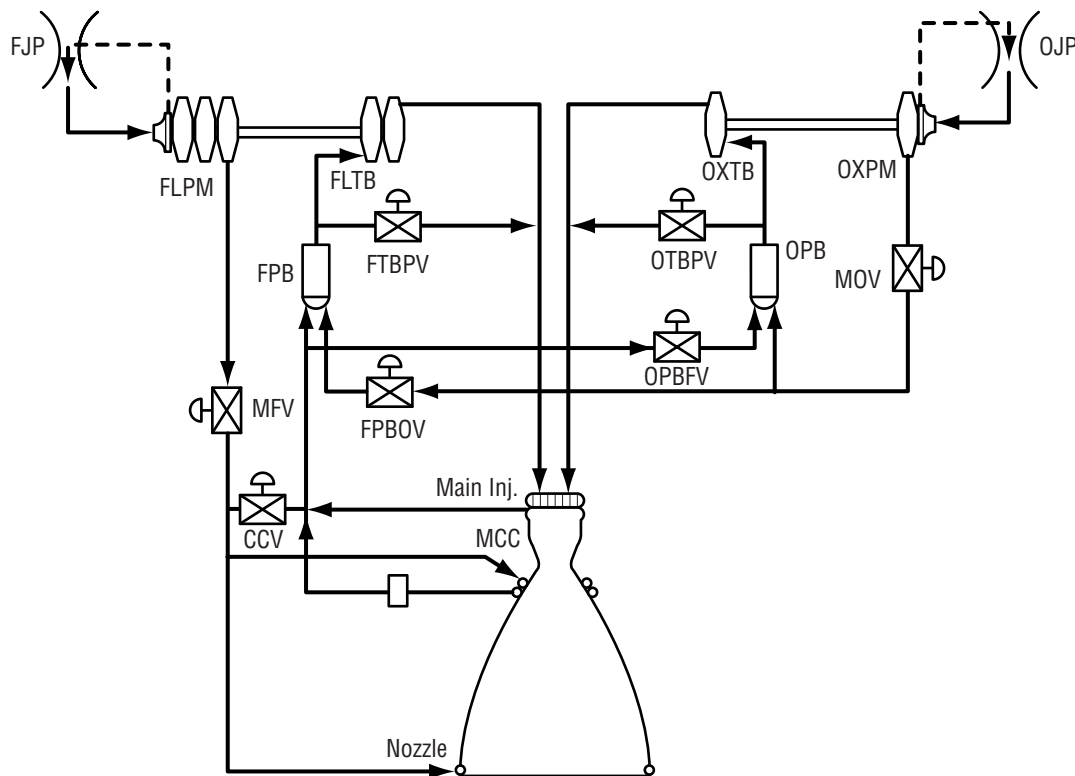 FJP
OJP
FLPM
FLTB
OXTB
OXPM
FPB
FTBPV
OTBPV
OPB
MOV
OPBFV
MFV
FPBOV
Main Inj.
CCV
MCC
Nozzle